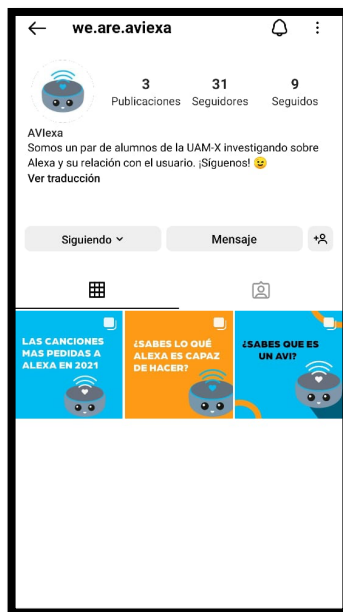 we.are.aviexa
3 31 9
Publicaciones Seguidores Seguidos
AVIexa
Somos un par de alumnos de la UAM-X investigando sobre
Alexa y su relación con el usuario. ¡Síguenos! 😉
Ver traducción
Siguiendo Mensaje
LAS CANCIONES
MAS PEDIDAS A
ALEXA EN 2021
¿SABES LO QUÉ
ALEXA ES CAPAZ
DE HACER?
¿SABES QUE ES
UN AVI?